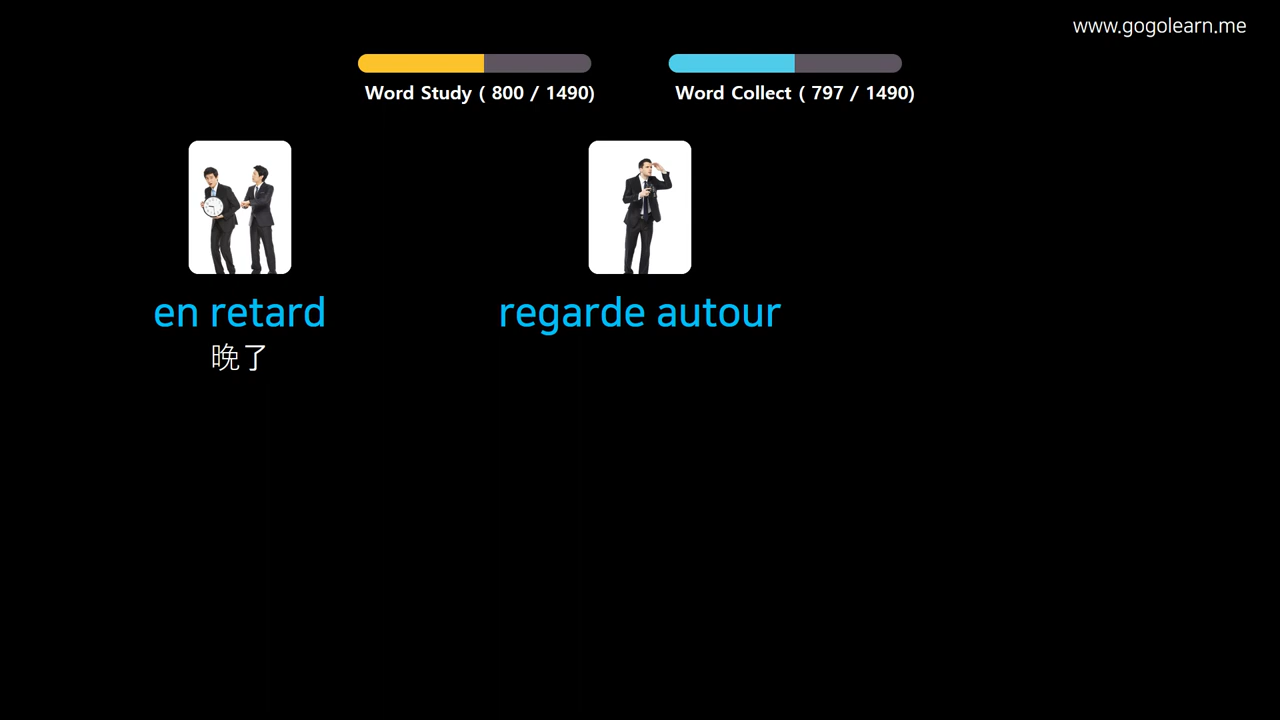 www.gogolearn.me
Word Study ( 800 / 1490)
Word Collect ( 797 / 1490)
en retard
regarde autour
晚了